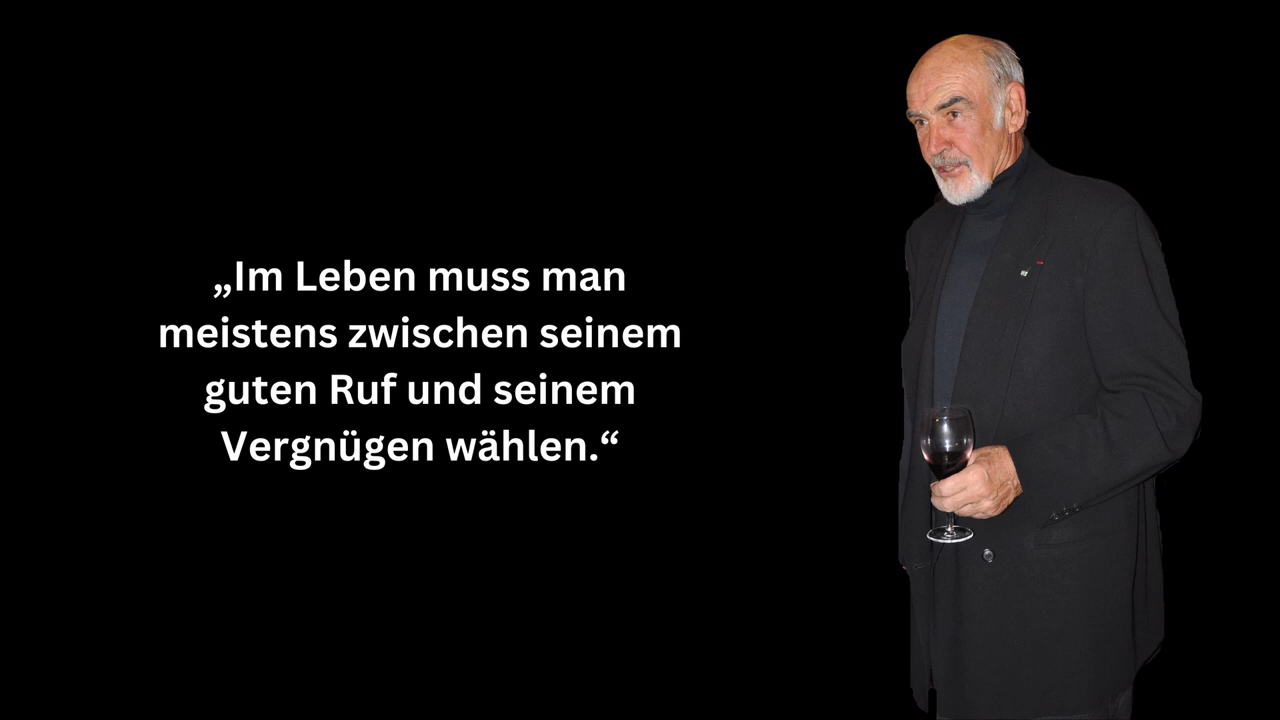 „Im Leben muss man
meistens zwischen seinem
guten Ruf und seinem
Vergnügen wählen.“